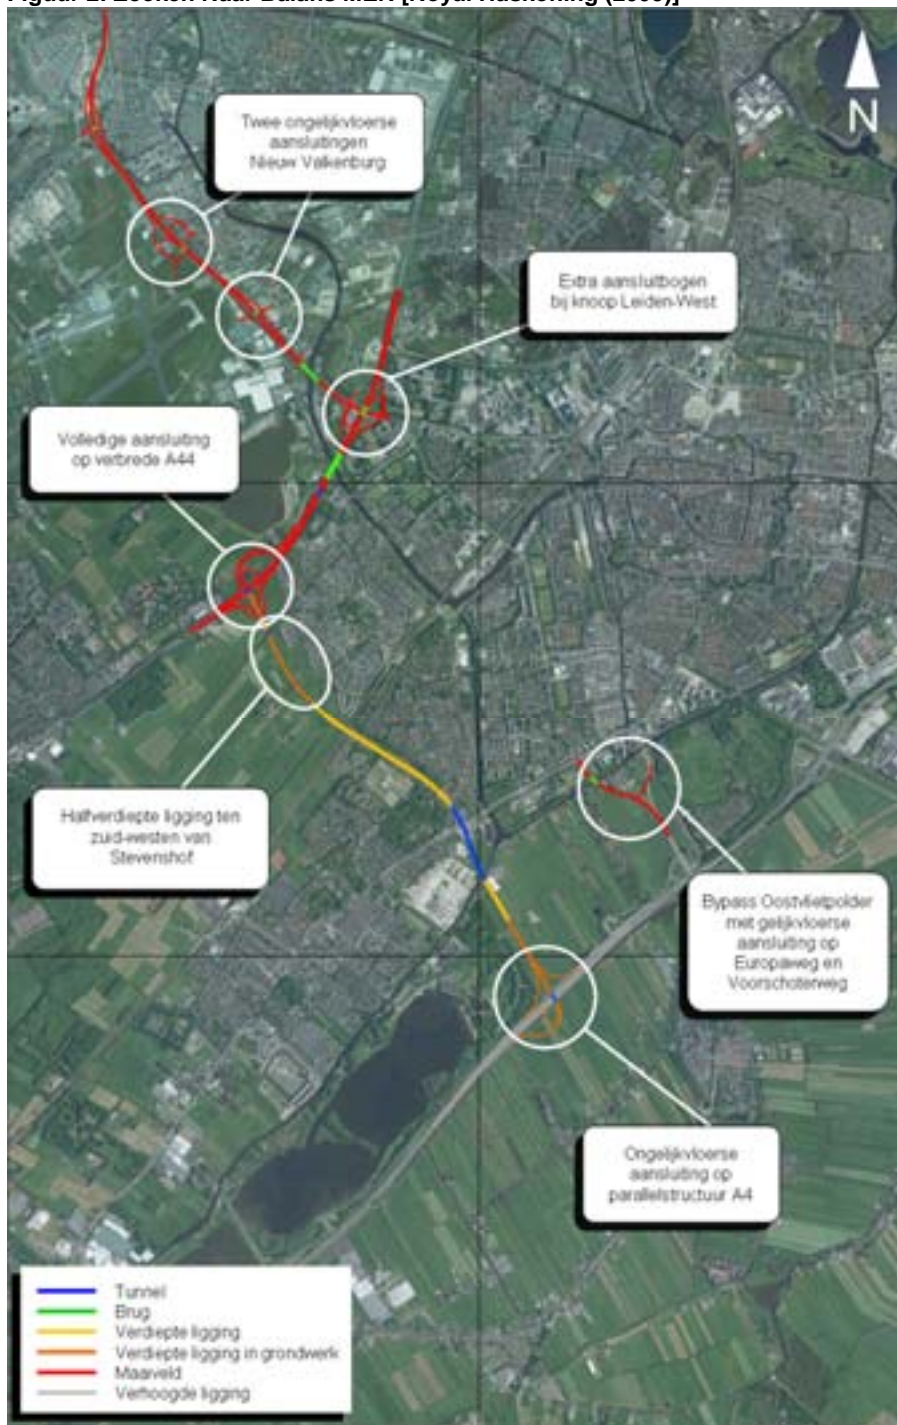 Twee ongelijkvloerse
aansluitingen
Nieuw Valkenburg
N
Extra aansluitbogen
bij knoop Leiden-West
Volledige aansluiting
op verbrede A44
Halfverdiepte ligging ten
zuid-westen van
Stevenshof
Bypass Oostvlietpolder
met gelijkvloerse
aansluiting op
Europaweg en
Voorschoterweg
Ongelijkvloerse
aansluiting op
parallelstructuur A4
Tunnel
Brug
Verdiepte ligging
Verdiepte ligging in grondwerk
Maaiveld
Verhoogde ligging